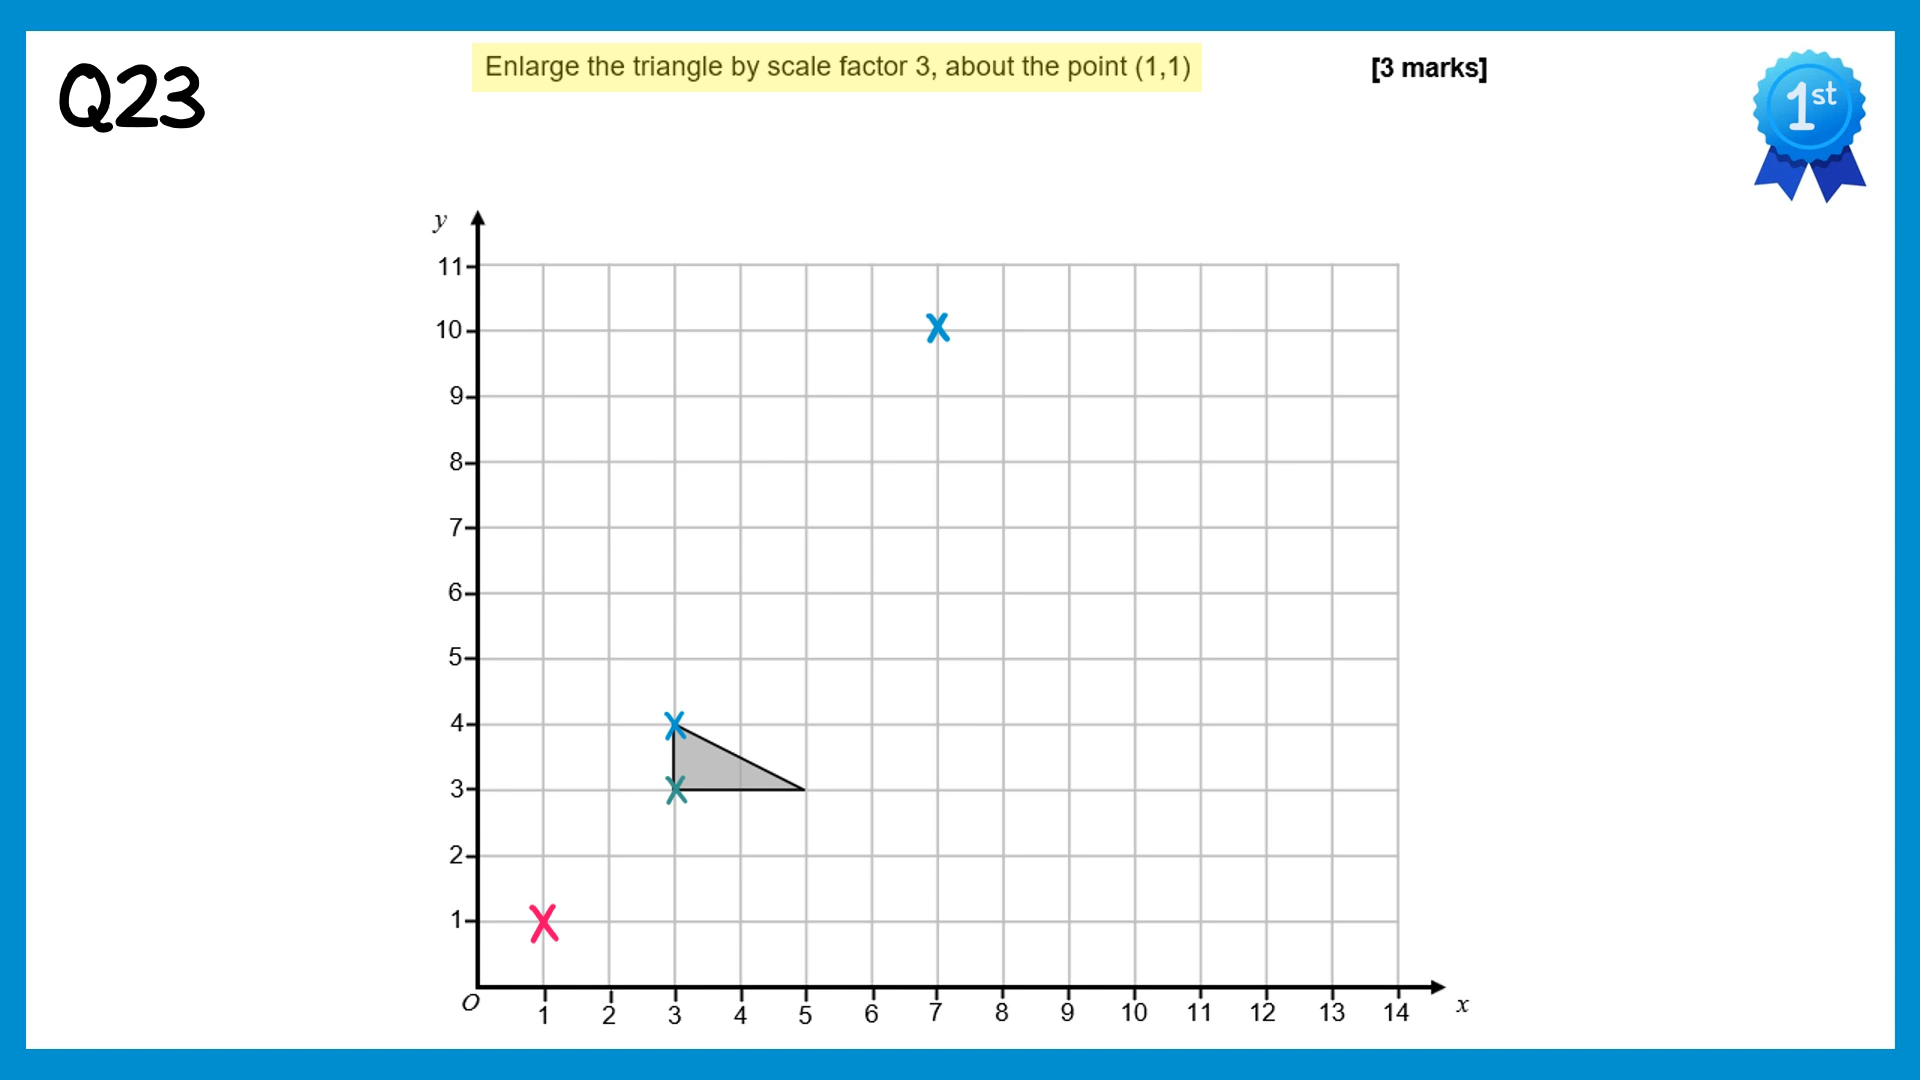 Q23
Enlarge the triangle by scale factor 3, about the point (1,1)
[3 marks]
1st
y
11
10
9
8
7
6
5
4
3
2
1
O
1 2 3 4 5 6 7 8 9 10 11 12 13 14
x